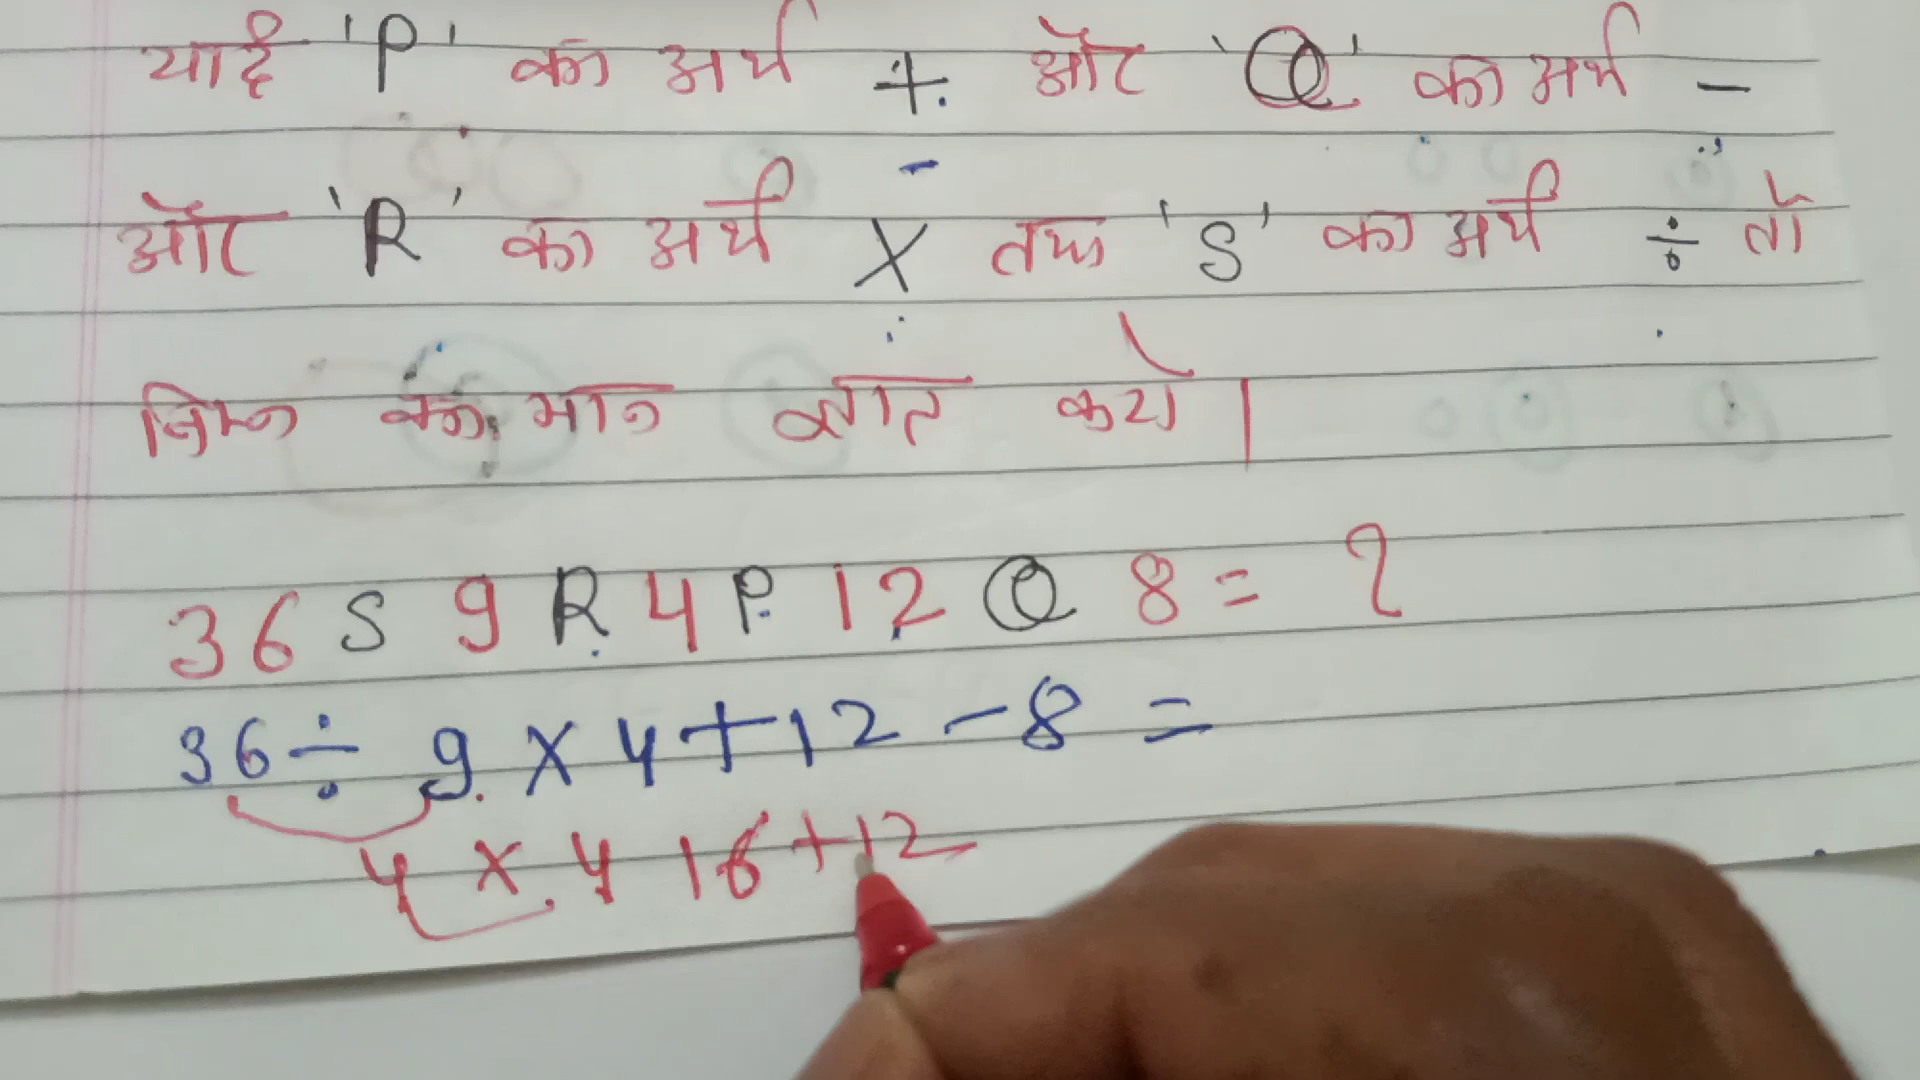 यदि 'P' का अर्थ + और 'Q' का अर्थ -
और 'R' का अर्थ × तथा 'S' का अर्थ ÷ तो
निम्न का मान ज्ञात करो।
36 S 9 R 4 P 12 Q 8 = ?
36 ÷ 9 × 4 + 12 - 8 =
4 × 4 16 + 12